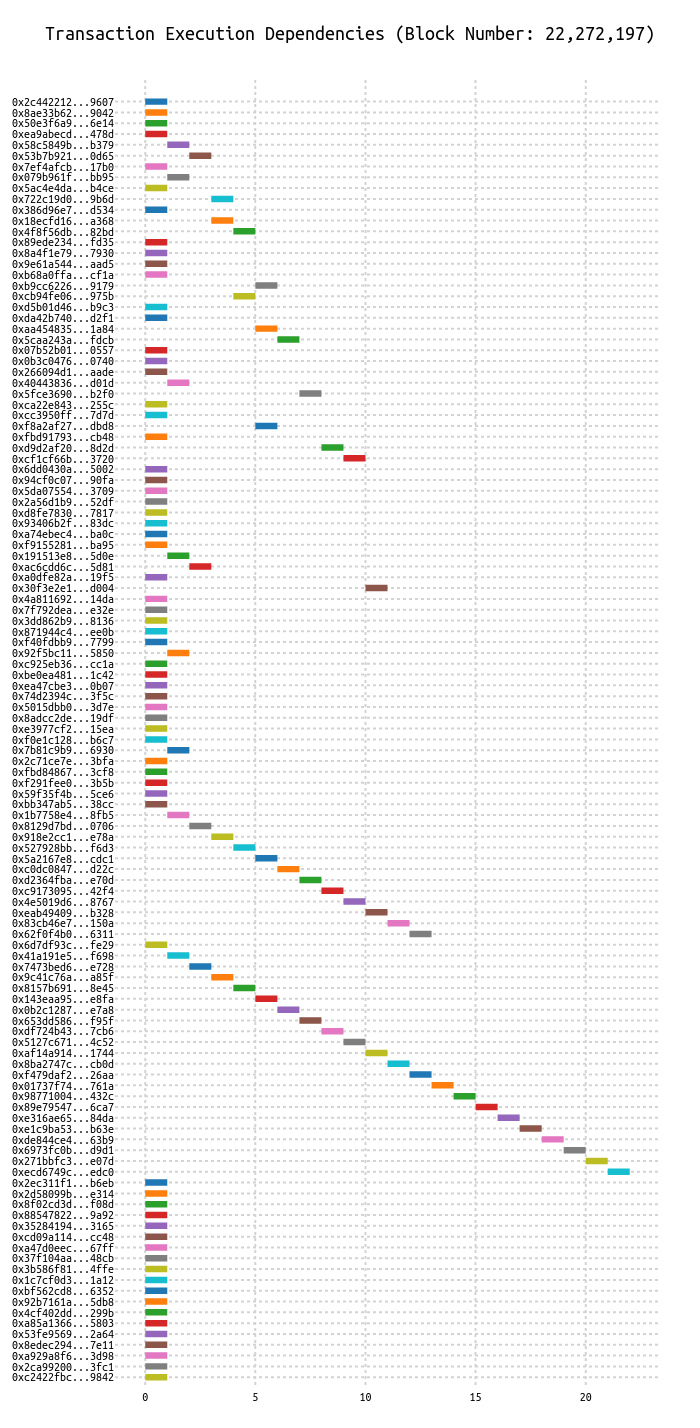 Transaction Execution Dependencies (Block Number: 22,272,197)
0x2c442212...9607
0x8ae33b62...9042
0x50e3f6a9...6e14
0xea9abecd...478d
0x58c5849b...b379
0x53b7b921...0d65
0x7ef4afcb...17b0
0x079b961f...bb95
0x5ac4e4da...b4ce
0x722c19d0...9b6d
0x386d96e7...d534
0x18ecfd16...a368
0x4f8f56db...82bd
0x89ede234...fd35
0x8a4f1e79...7930
0x9e61a544...aad5
0xb68a0ffa...cf1a
0xb9cc6226...9179
0xcb94fe06...975b
0xd5b01d46...b9c3
0xda42b740...d2f1
0xaa454835...1a84
0x5caa243a...fdcb
0x07b52b01...0557
0x0b3c0476...0740
0x266094d1...aade
0x40443836...d01d
0x5fce3690...b2f0
0xca22e843...255c
0xcc3950ff...7d7d
0xf8a2af27...dbd8
0xfbd91793...cb48
0xd9d2af20...8d2d
0xcf1cf66b...3720
0x6dd0430a...5002
0x94cf0c07...90fa
0x5da07554...3709
0x2a56d1b9...52df
0xd8fe7830...7817
0x93406b2f...83dc
0xa74ebec4...ba0c
0xf9155281...ba95
0x191513e8...5d0e
0xac6cdd6c...5d81
0xa0dfe82a...19f5
0x30f3e2e1...d004
0x4a811692...14da
0x7f792dea...e32e
0x3dd862b9...8136
0x871944c4...ee0b
0xf40fdbb9...7799
0x92f5bc11...5850
0xc925eb36...cc1a
0xbe0ea481...1c42
0xea47cbe3...0b07
0x74d2394c...3f5c
0x5015dbb0...3d7e
0x8adcc2de...19df
0xe3977cf2...15ea
0xf0e1c128...b6c7
0x7b81c9b9...6930
0x2c71ce7e...3bfa
0xfbd84867...3cf8
0xf291fee0...3b5b
0x59f35f4b...5ce6
0xbb347ab5...38cc
0x1b7758e4...8fb5
0x8129d7bd...0706
0x918e2cc1...e78a
0x527928bb...f6d3
0x5a2167e8...cdc1
0xc0dc0847...d22c
0xd2364fba...e70d
0xc9173095...42f4
0x4e5019d6...8767
0xeab49409...b328
0x83cb46e7...150a
0x62f0f4b0...6311
0x6d7df93c...fe29
0x41a191e5...f698
0x7473bed6...e728
0x9c41c76a...a85f
0x8157b691...8e45
0x143eaa95...e8fa
0x0b2c1287...e7a8
0x653dd586...f95f
0xdf724b43...7cb6
0x5127c671...4c52
0xaf14a914...1744
0x8ba2747c...cb0d
0xf479daf2...26aa
0x01737f74...761a
0x98771004...432c
0x89e79547...6ca7
0xe316ae65...84da
0xe1c9ba53...b63e
0xde844ce4...63b9
0x6973fc0b...d9d1
0x271bbfc3...e07d
0xecd6749c...edc0
0x2ec311f1...b6eb
0x2d58099b...e314
0x8f02cd3d...f08d
0x88547822...9a92
0x35284194...3165
0xcd09a114...cc48
0xa47d0eec...67ff
0x37f104aa...48cb
0x3b586f81...4ffe
0x1c7cf0d3...1a12
0xbf562cd8...6352
0x92b7161a...5db8
0x4cf402dd...299b
0xa85a1366...5803
0x53fe9569...2a64
0x8edec294...7e11
0xa929a8f6...3d98
0x2ca99200...3fc1
0xc2422fbc...9842
0 5 10 15 20